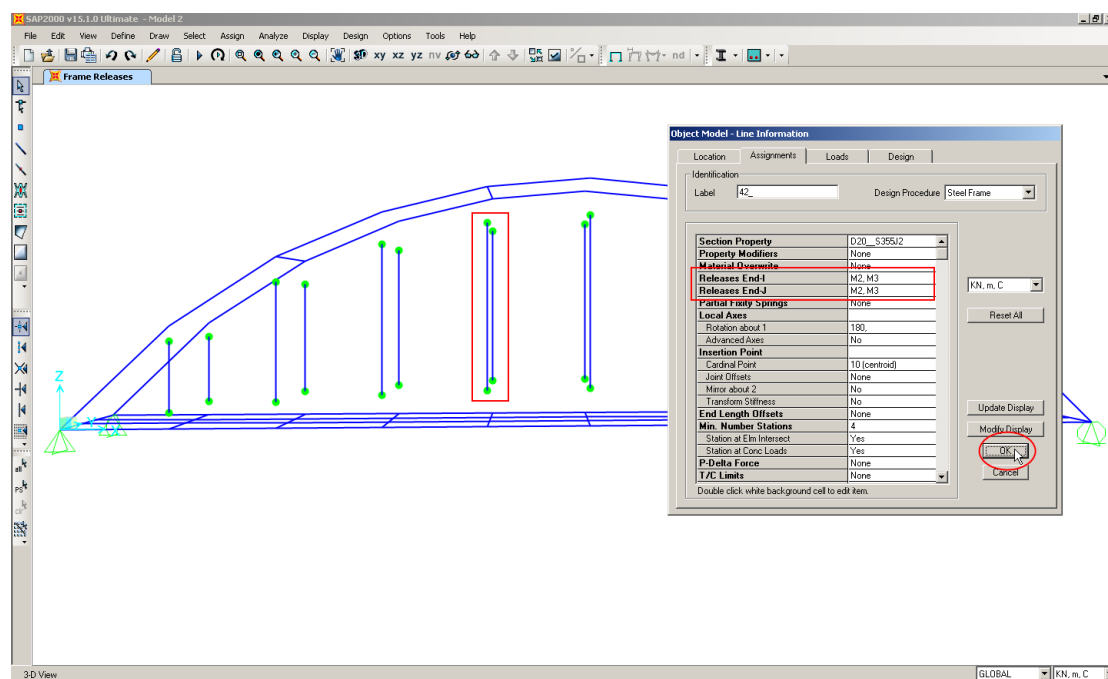 SAP2000 v15.1.0 Ultimate - Model 2
File Edit View Define Draw Select Assign Analyze Display Design Options Tools Help
xy xz yz nv nd
Frame Releases
Object Model - Line Information
Location Assignments Loads Design
Identification
Label 42_ Design Procedure Steel Frame
Section Property D20__S355J2
Property Modifiers None
Material Overwrite None
Releases End-I M2, M3
Releases End-J M2, M3
Partial Fixity Springs None
Local Axes
Rotation about 1 180,
Advanced Axes No
Insertion Point
Cardinal Point 10 (centroid)
Joint Offsets None
Mirror about 2 No
Transform Stiffness No
End Length Offsets None
Min. Number Stations 4
Station at Elm Intersect Yes
Station at Conc Loads Yes
P-Delta Force None
T/C Limits None
Double click white background cell to edit item.
KN, m, C
Reset All
Update Display
Modify Display
OK
Cancel
Z
Y
X
all
PS
clr
3-D View
GLOBAL
KN, m, C